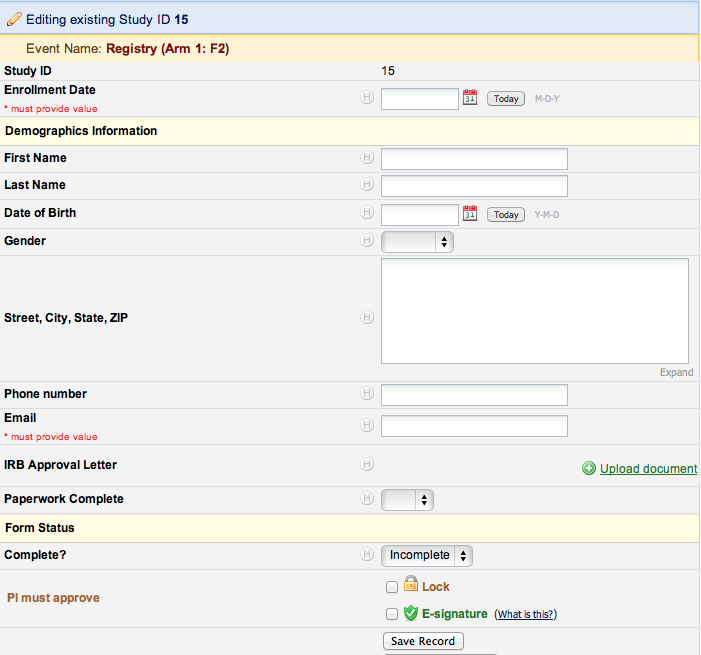 Editing existing Study ID 15
Event Name: Registry (Arm 1: F2)
Study ID 15
Enrollment Date
* must provide value
H 31 Today M-D-Y
Demographics Information
First Name H
Last Name H
Date of Birth H 31 Today Y-M-D
Gender H
Street, City, State, ZIP H
Expand
Phone number H
Email
* must provide value
H
IRB Approval Letter H Upload document
Paperwork Complete H
Form Status
Complete? H Incomplete
PI must approve
Lock
E-signature (What is this?)
Save Record